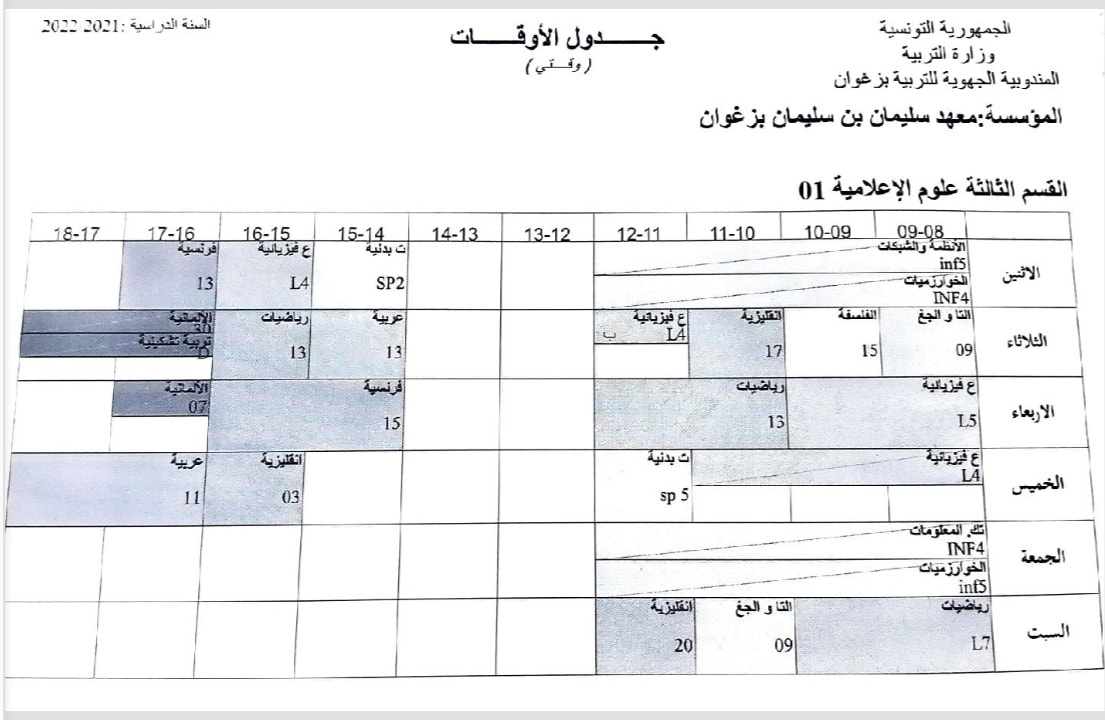 الجمهورية التونسية
وزارة التربية
المندوبية الجهوية للتربية بزغوان
المؤسسة:معهد سليمان بن سليمان بزغوان
جـــــدول الأوقـــــات
( وقـــتي )
السنة الدراسية :2021 2022
القسم الثالثة علوم الإعلامية 01
09-08 10-09 11-10 12-11 13-12 14-13 15-14 16-15 17-16 18-17
الاثنين
الأنظمة والشبكات
inf5
الخوارزميات
INF4
ت بدنية
SP2
ع فيزيائية
L4
فرنسية
13
الثلاثاء
التا و الجغ
09
الفلسفة
15
انقليزية
17
ع فيزيائية
L4
ب
عربية
13
رياضيات
13
الألمانية
30
تربية تشكيلية
D
الاربعاء
ع فيزيائية
L5
رياضيات
13
فرنسية
15
الألمانية
07
الخميس
ع فيزيائية
L4
ت بدنية
sp 5
انقليزية
03
عربية
11
الجمعة
تك. المعلومات
INF4
الخوارزميات
inf5
السبت
رياضيات
L7
التا و الجغ
09
انقليزية
20